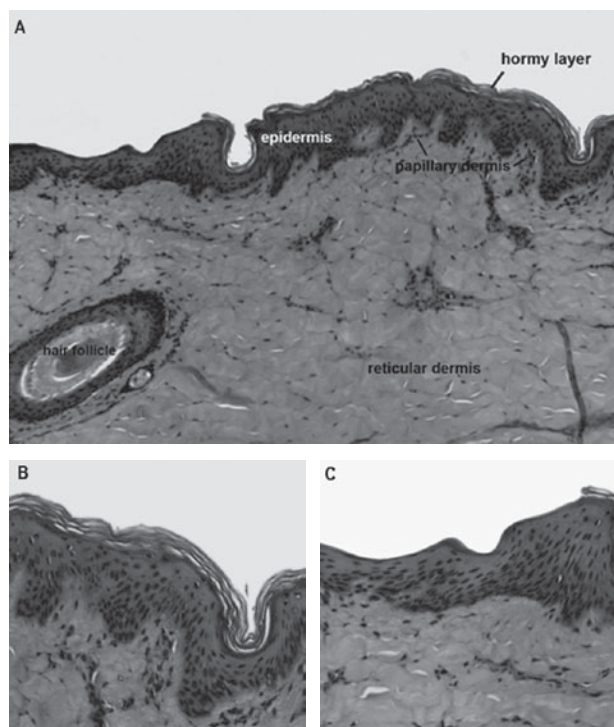 A
hormy layer
epidermis
papillary dermis
hair follicle
reticular dermis
B
C